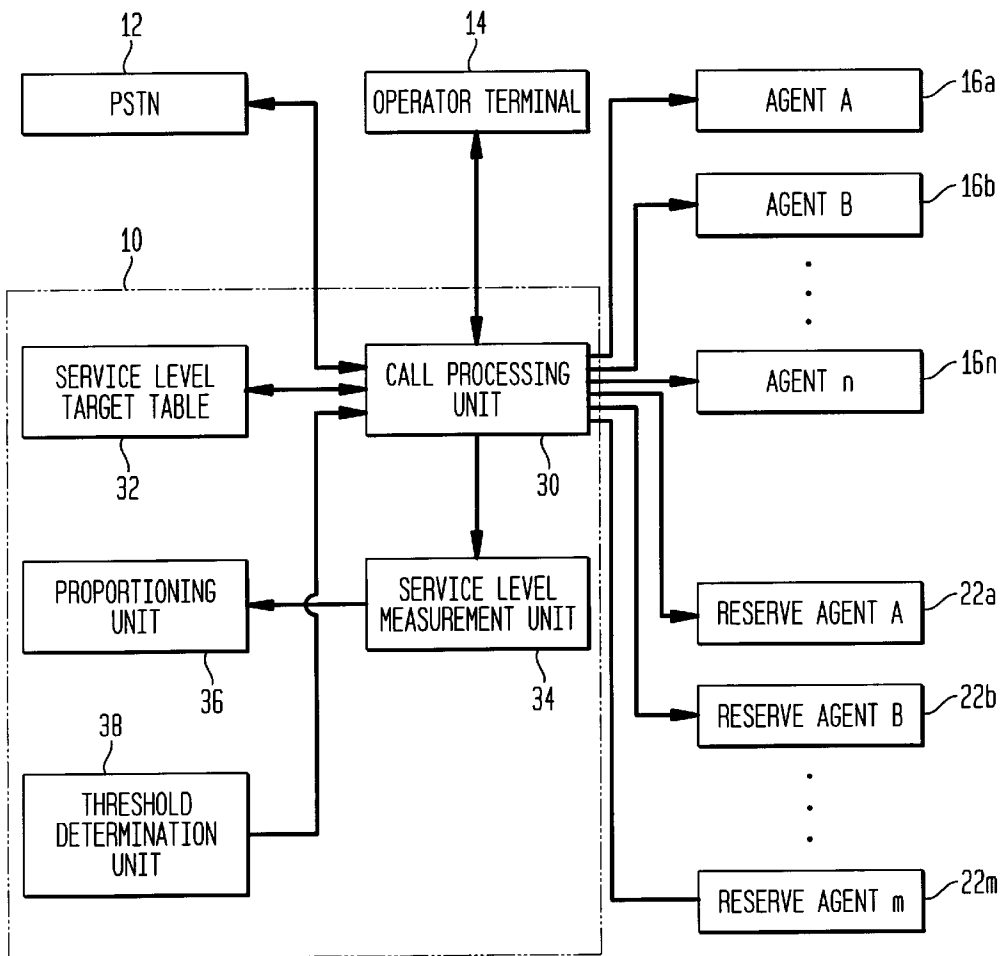 12
PSTN
14
OPERATOR TERMINAL
AGENT A
16a
AGENT B
16b
AGENT n
16n
10
SERVICE LEVEL
TARGET TABLE
32
CALL PROCESSING
UNIT
30
PROPORTIONING
UNIT
36
SERVICE LEVEL
MEASUREMENT UNIT
34
38
THRESHOLD
DETERMINATION
UNIT
RESERVE AGENT A
22a
RESERVE AGENT B
22b
RESERVE AGENT m
22m